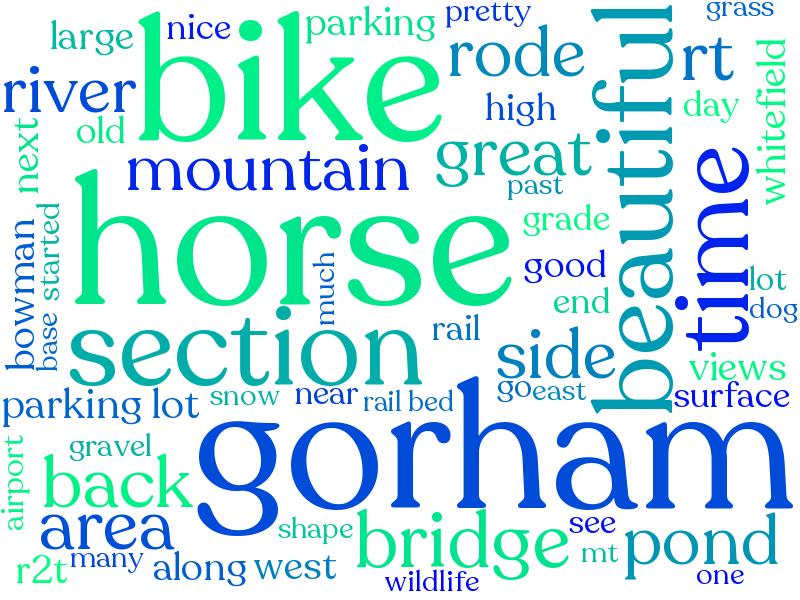 grass
pretty
nice
parking
large
bike
rode
beautiful
rt
river
high
day
whitefield
old
next
great
mountain
past
time
horse
grade
bowman
started
base
much
good
end
lot
dog
section
rail
side
views
go
east
surface
parking lot
snow
near
rail bed
gorham
airport
gravel
back
area
shape
bridge
see
mt
pond
r2t
many
along
west
wildlife
one